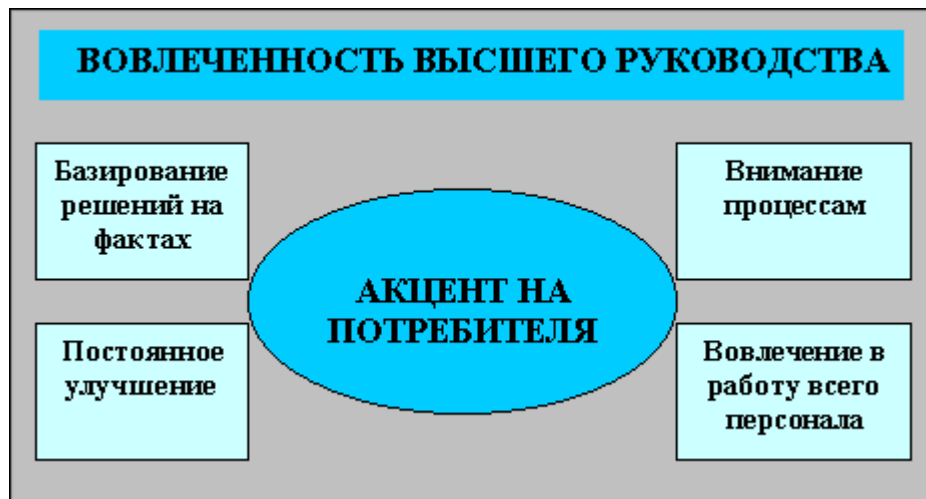 ВОВЛЕЧЕННОСТЬ ВЫСШЕГО РУКОВОДСТВА
Базирование
решений на
фактах
Внимание
процессам
АКЦЕНТ НА
ПОТРЕБИТЕЛЯ
Постоянное
улучшение
Вовлечение в
работу всего
персонала